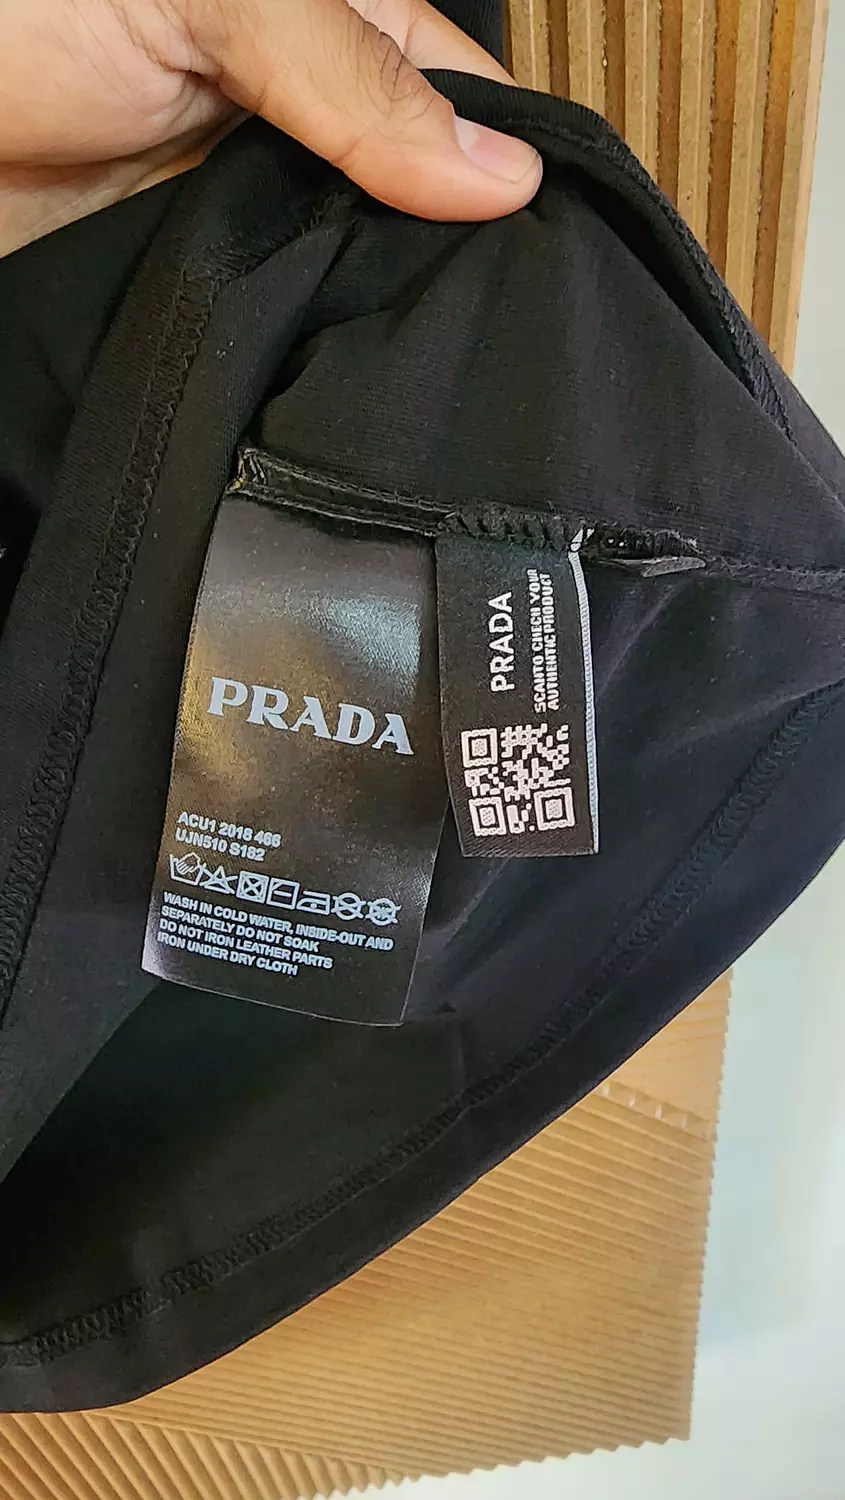 PRADA
ACU1 2018 466
UJN510 S182
WASH IN COLD WATER, INSIDE-OUT AND
SEPARATELY DO NOT SOAK
DO NOT IRON LEATHER PARTS
IRON UNDER DRY CLOTH
PRADA
SCANTO CHECH YOUR
AUTHENTIC PRODUCT